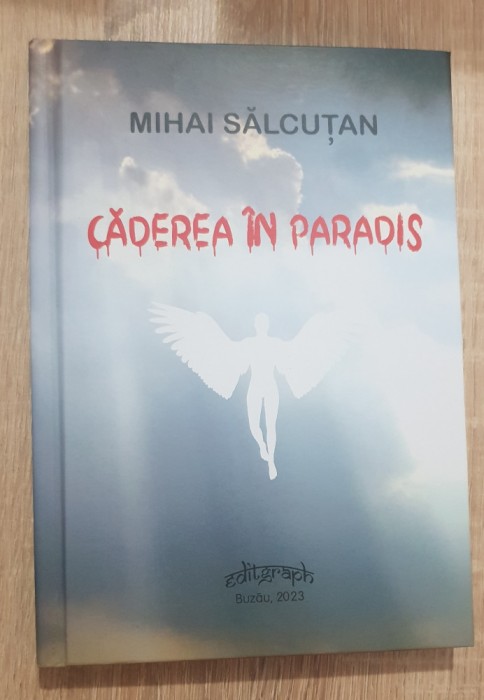 MIHAI SĂLCUȚAN
CĂDEREA ÎN PARADIS
editgraph
Buzău, 2023